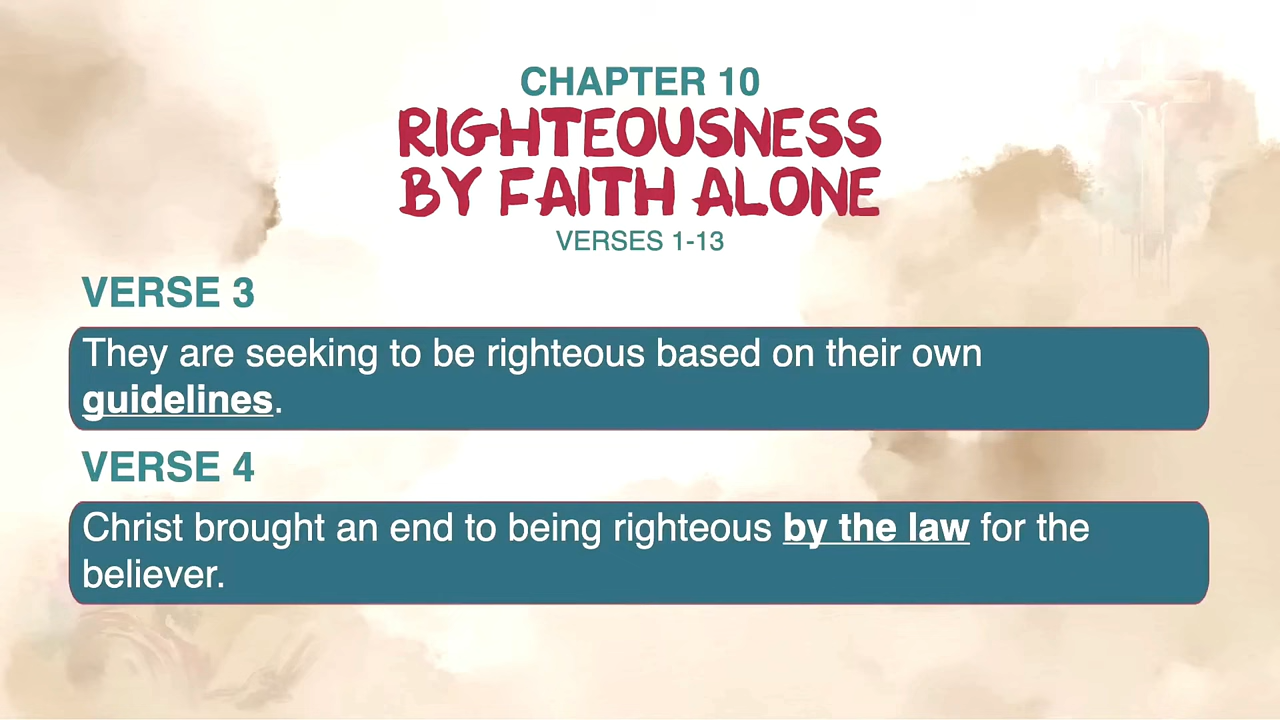 CHAPTER 10
RIGHTEOUSNESS
BY FAITH ALONE
VERSES 1-13
VERSE 3
They are seeking to be righteous based on their own
guidelines.
VERSE 4
Christ brought an end to being righteous by the law for the
believer.